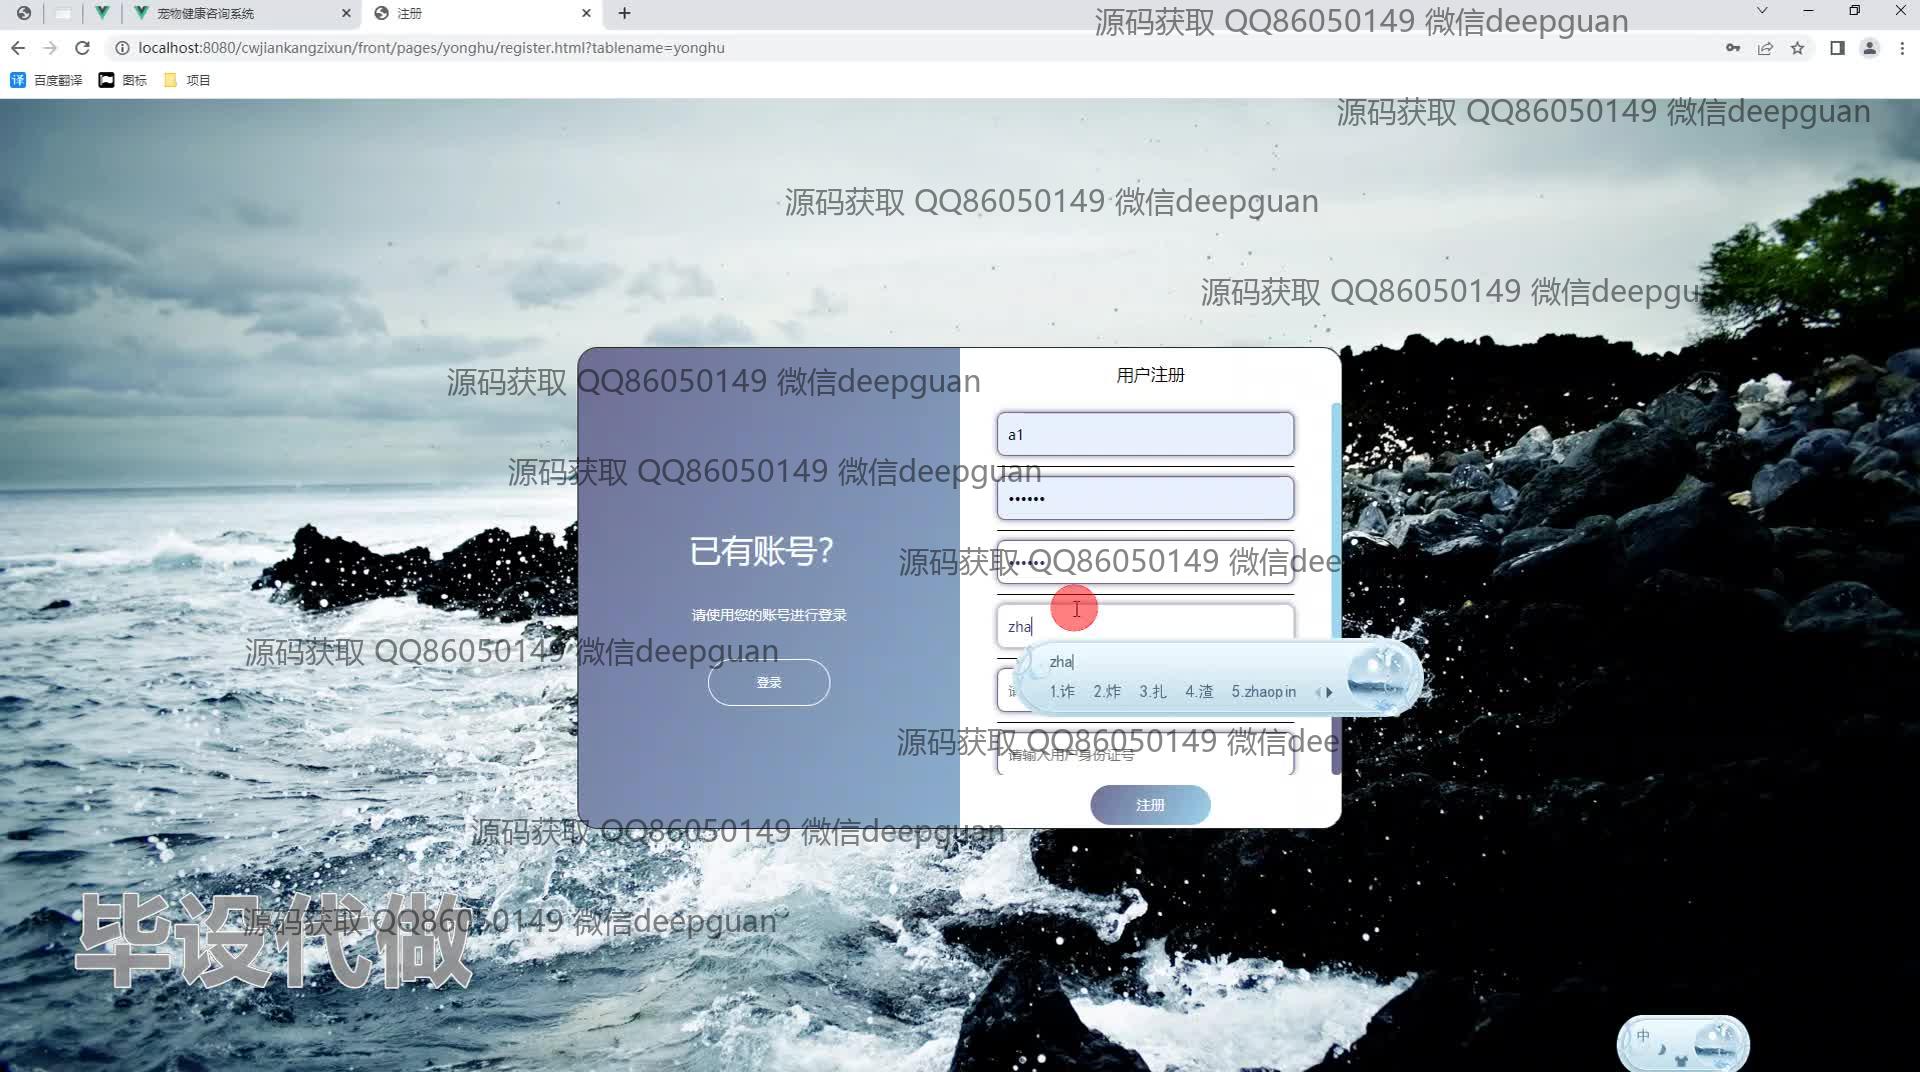 宠物健康咨询系统
注册
localhost:8080/cwjiankangzixun/front/pages/yonghu/register.html?tablename=yonghu
译 百度翻译 图标 项目
源码获取 QQ86050149 微信deepguan
源码获取 QQ86050149 微信deepguan
源码获取 QQ86050149 微信deepguan
源码获取 QQ86050149 微信deepgu
用户注册
源码获取 QQ86050149 微信deepguan
a1
源码获取 QQ86050149 微信deepguan
••••••
已有账号？
源码获取 QQ86050149 微信dee
••••••
请使用您的账号进行登录
zha
源码获取 QQ86050149 微信deepguan
zha
登录
1.诈 2.炸 3.扎 4.渣 5.zhaopin
源码获取 QQ86050149 微信dee
请输入用户身份证号
注册
源码获取 QQ86050149 微信deepguan
源码获取 QQ86050149 微信deepguan
毕设代做
中